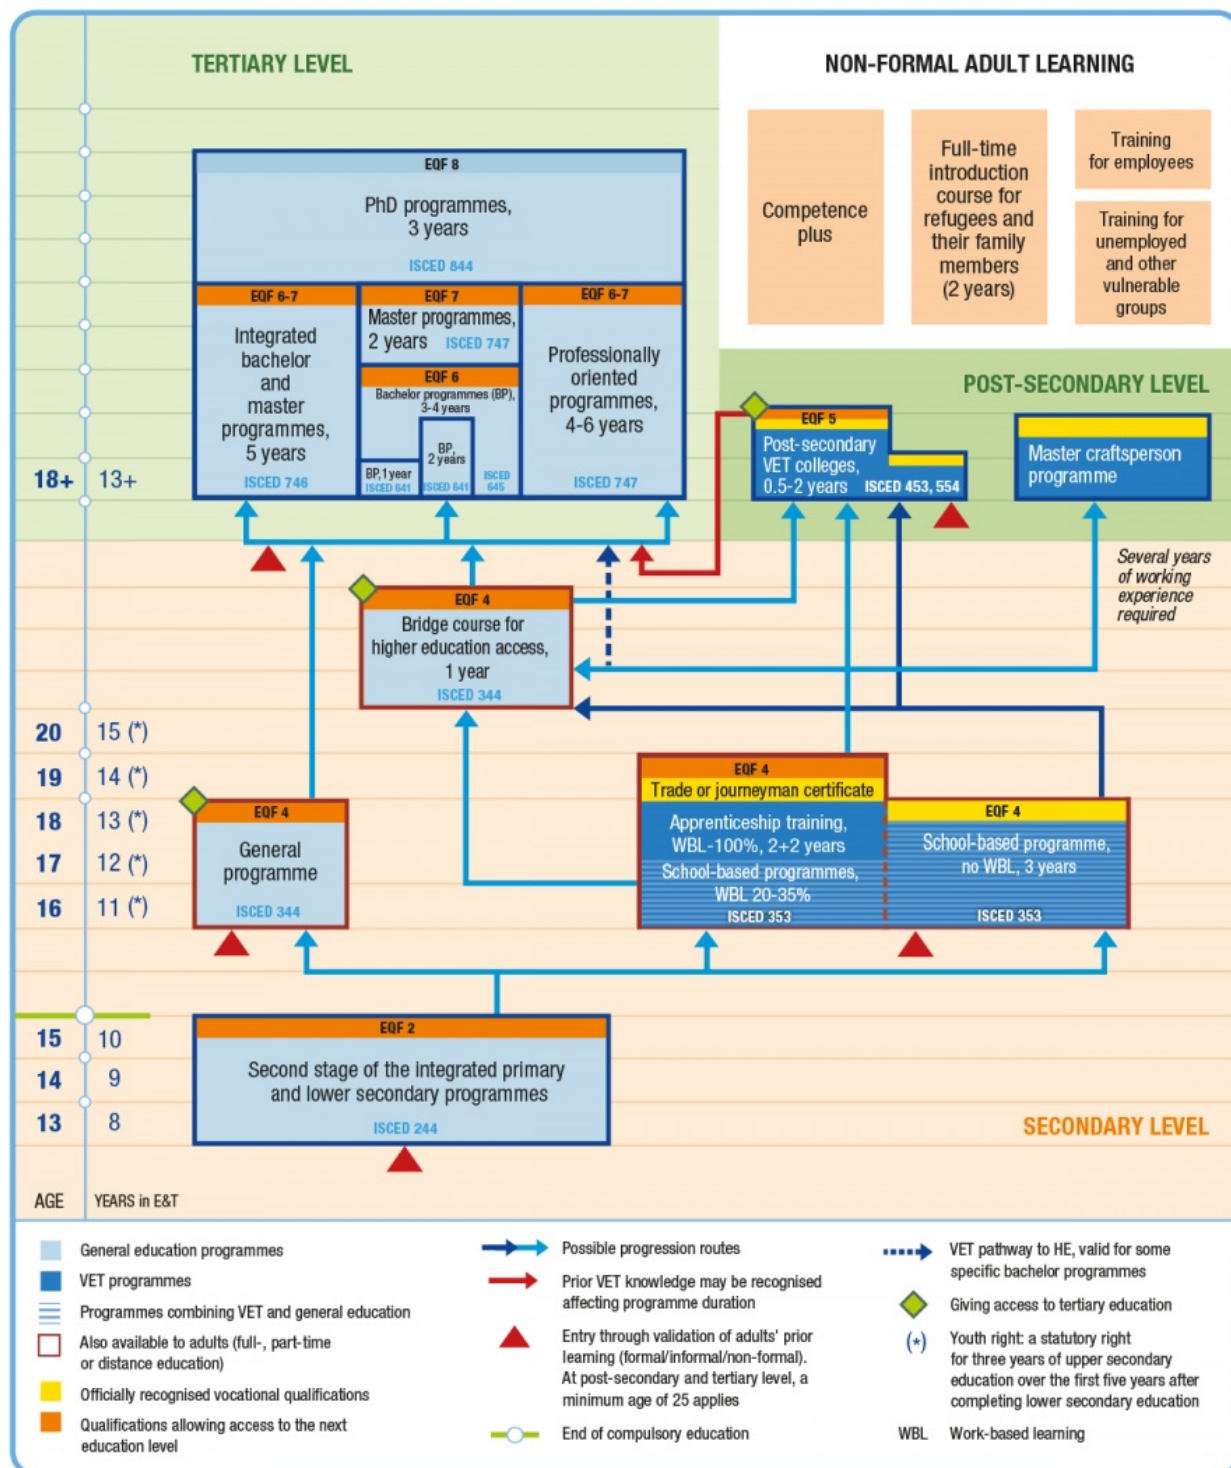 TERTIARY LEVEL
NON-FORMAL ADULT LEARNING
Competence
plus
Full-time
introduction
course for
refugees and
their family
members
(2 years)
Training
for employees
Training for
unemployed
and other
vulnerable
groups
EQF 8
PhD programmes,
3 years
ISCED 844
EQF 6-7
Integrated
bachelor
and
master
programmes,
5 years
ISCED 746
EQF 7
Master programmes,
2 years ISCED 747
EQF 6
Bachelor programmes (BP),
3-4 years
BP, 1 year
ISCED 641
BP,
2 years
ISCED 641
ISCED
645
EQF 6-7
Professionally
oriented
programmes,
4-6 years
ISCED 747
POST-SECONDARY LEVEL
EQF 5
Post-secondary
VET colleges,
0.5-2 years ISCED 453, 554
Master craftsperson
programme
18+ 13+
Several years
of working
experience
required
EQF 4
Bridge course for
higher education access,
1 year
ISCED 344
20 15 (*)
19 14 (*)
18 13 (*)
17 12 (*)
16 11 (*)
EQF 4
General
programme
ISCED 344
EQF 4
Trade or journeyman certificate
Apprenticeship training,
WBL-100%, 2+2 years
School-based programmes,
WBL 20-35%
ISCED 353
EQF 4
School-based programme,
no WBL, 3 years
ISCED 353
15 10
14 9
13 8
EQF 2
Second stage of the integrated primary
and lower secondary programmes
ISCED 244
SECONDARY LEVEL
AGE YEARS in E&T
General education programmes
VET programmes
Programmes combining VET and general education
Also available to adults (full-, part-time
or distance education)
Officially recognised vocational qualifications
Qualifications allowing access to the next
education level
Possible progression routes
Prior VET knowledge may be recognised
affecting programme duration
Entry through validation of adults' prior
learning (formal/informal/non-formal).
At post-secondary and tertiary level, a
minimum age of 25 applies
End of compulsory education
VET pathway to HE, valid for some
specific bachelor programmes
Giving access to tertiary education
(*) Youth right: a statutory right
for three years of upper secondary
education over the first five years after
completing lower secondary education
WBL Work-based learning